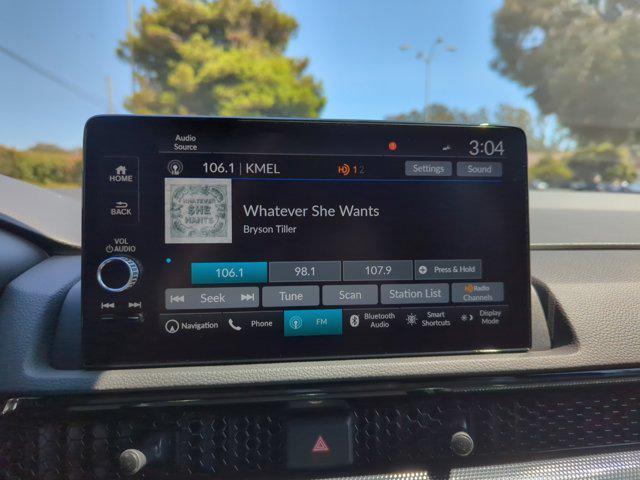 Audio
Source
3:04
HOME
106.1 | KMEL
HD 1 2
Settings
Sound
BACK
WHATEVER
SHE
WANTS
Whatever She Wants
Bryson Tiller
VOL
AUDIO
106.1
98.1
107.9
Press & Hold
Seek
Tune
Scan
Station List
HD Radio
Channels
Navigation
Phone
FM
Bluetooth
Audio
Smart
Shortcuts
Display
Mode